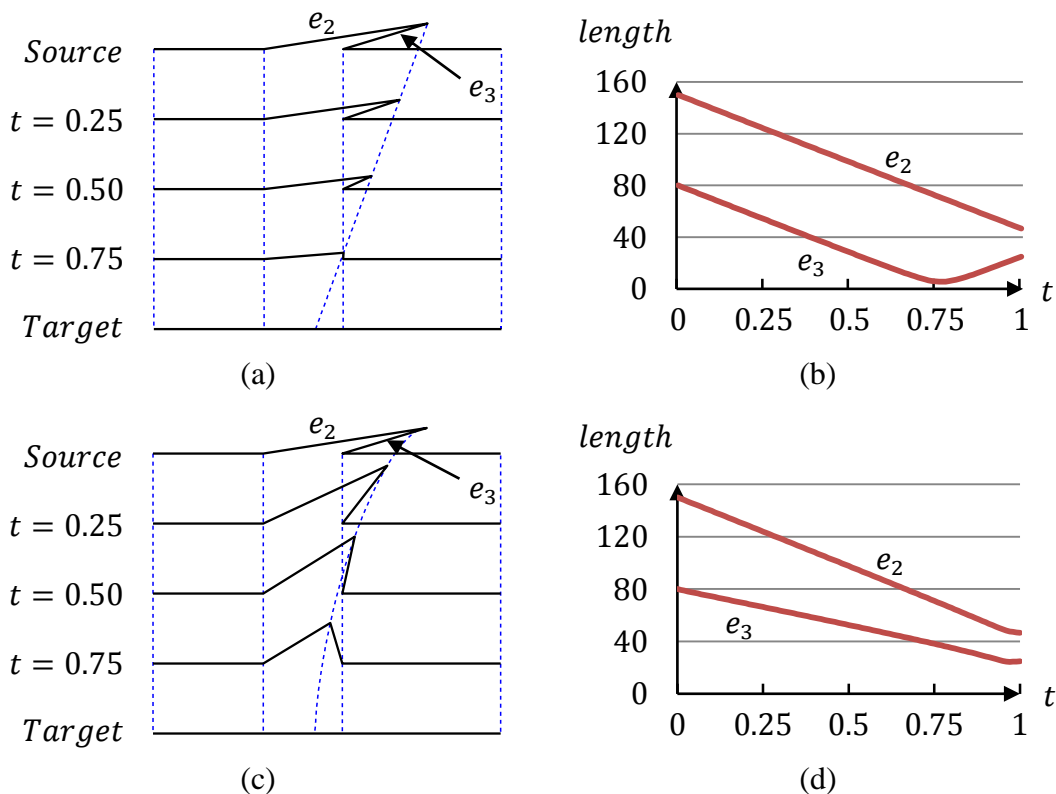 e₂
Source
e₃
t = 0.25
t = 0.50
t = 0.75
Target
(a)
length
160
120
80
40
0
e₂
e₃
t
0 0.25 0.5 0.75 1
(b)
e₂
Source
e₃
t = 0.25
t = 0.50
t = 0.75
Target
(c)
length
160
120
80
40
0
e₂
e₃
t
0 0.25 0.5 0.75 1
(d)